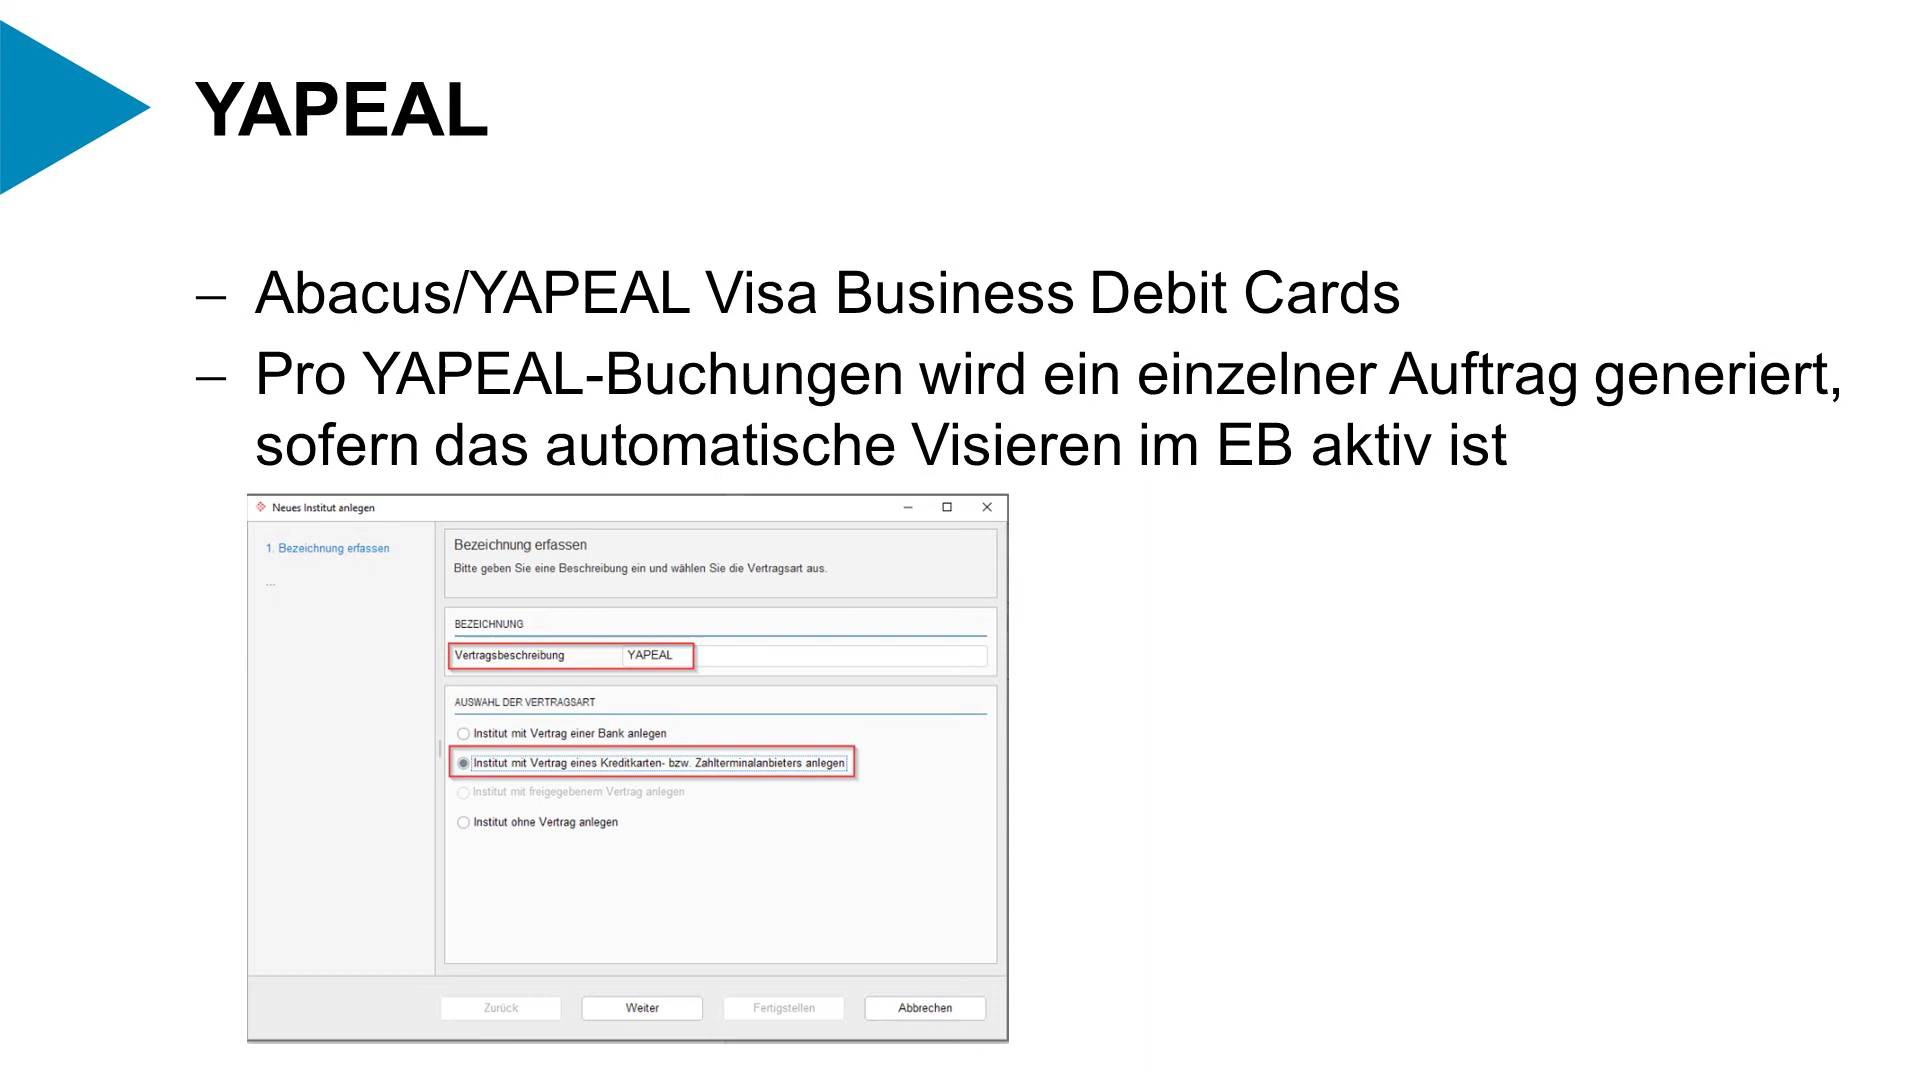 YAPEAL
– Abacus/YAPEAL Visa Business Debit Cards
– Pro YAPEAL-Buchungen wird ein einzelner Auftrag generiert,
sofern das automatische Visieren im EB aktiv ist
Neues Institut anlegen
1. Bezeichnung erfassen
...
Bezeichnung erfassen
Bitte geben Sie eine Beschreibung ein und wählen Sie die Vertragsart aus.
BEZEICHNUNG
Vertragsbeschreibung YAPEAL
AUSWAHL DER VERTRAGSART
Institut mit Vertrag einer Bank anlegen
Institut mit Vertrag eines Kreditkarten- bzw. Zahlterminalanbieters anlegen
Institut mit freigegebenem Vertrag anlegen
Institut ohne Vertrag anlegen
Zurück Weiter Fertigstellen Abbrechen